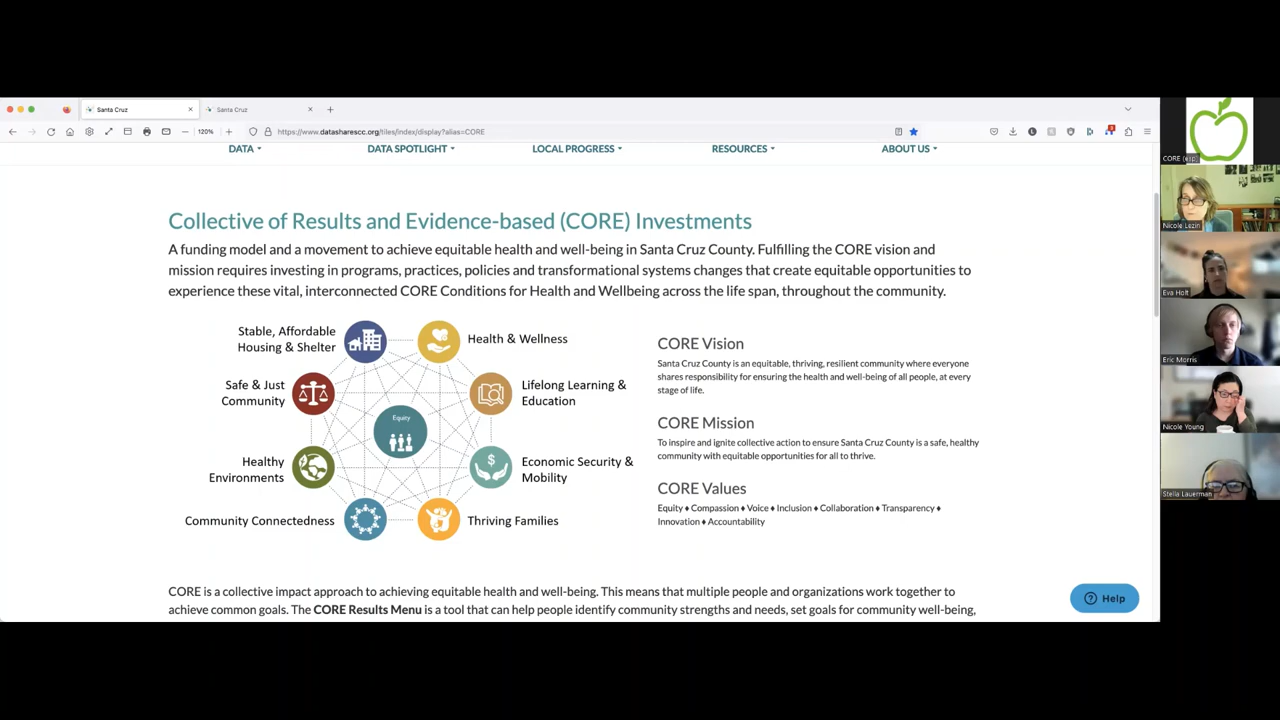 Santa Cruz
Santa Cruz
120%
https://www.datasharescc.org/tiles/index/display?alias=CORE
DATA
DATA SPOTLIGHT
LOCAL PROGRESS
RESOURCES
ABOUT US
Collective of Results and Evidence-based (CORE) Investments
A funding model and a movement to achieve equitable health and well-being in Santa Cruz County. Fulfilling the CORE vision and
mission requires investing in programs, practices, policies and transformational systems changes that create equitable opportunities to
experience these vital, interconnected CORE Conditions for Health and Wellbeing across the life span, throughout the community.
Stable, Affordable
Housing & Shelter
Health & Wellness
Safe & Just
Community
Lifelong Learning &
Education
Equity
Healthy
Environments
Economic Security &
Mobility
Community Connectedness
Thriving Families
CORE Vision
Santa Cruz County is an equitable, thriving, resilient community where everyone
shares responsibility for ensuring the health and well-being of all people, at every
stage of life.
CORE Mission
To inspire and ignite collective action to ensure Santa Cruz County is a safe, healthy
community with equitable opportunities for all to thrive.
CORE Values
Equity ♦ Compassion ♦ Voice ♦ Inclusion ♦ Collaboration ♦ Transparency ♦
Innovation ♦ Accountability
CORE is a collective impact approach to achieving equitable health and well-being. This means that multiple people and organizations work together to
achieve common goals. The CORE Results Menu is a tool that can help people identify community strengths and needs, set goals for community well-being,
Help
CORE
Nicole Lezin
Eva Holt
Eric Morris
Nicole Young
Stella Lauerman